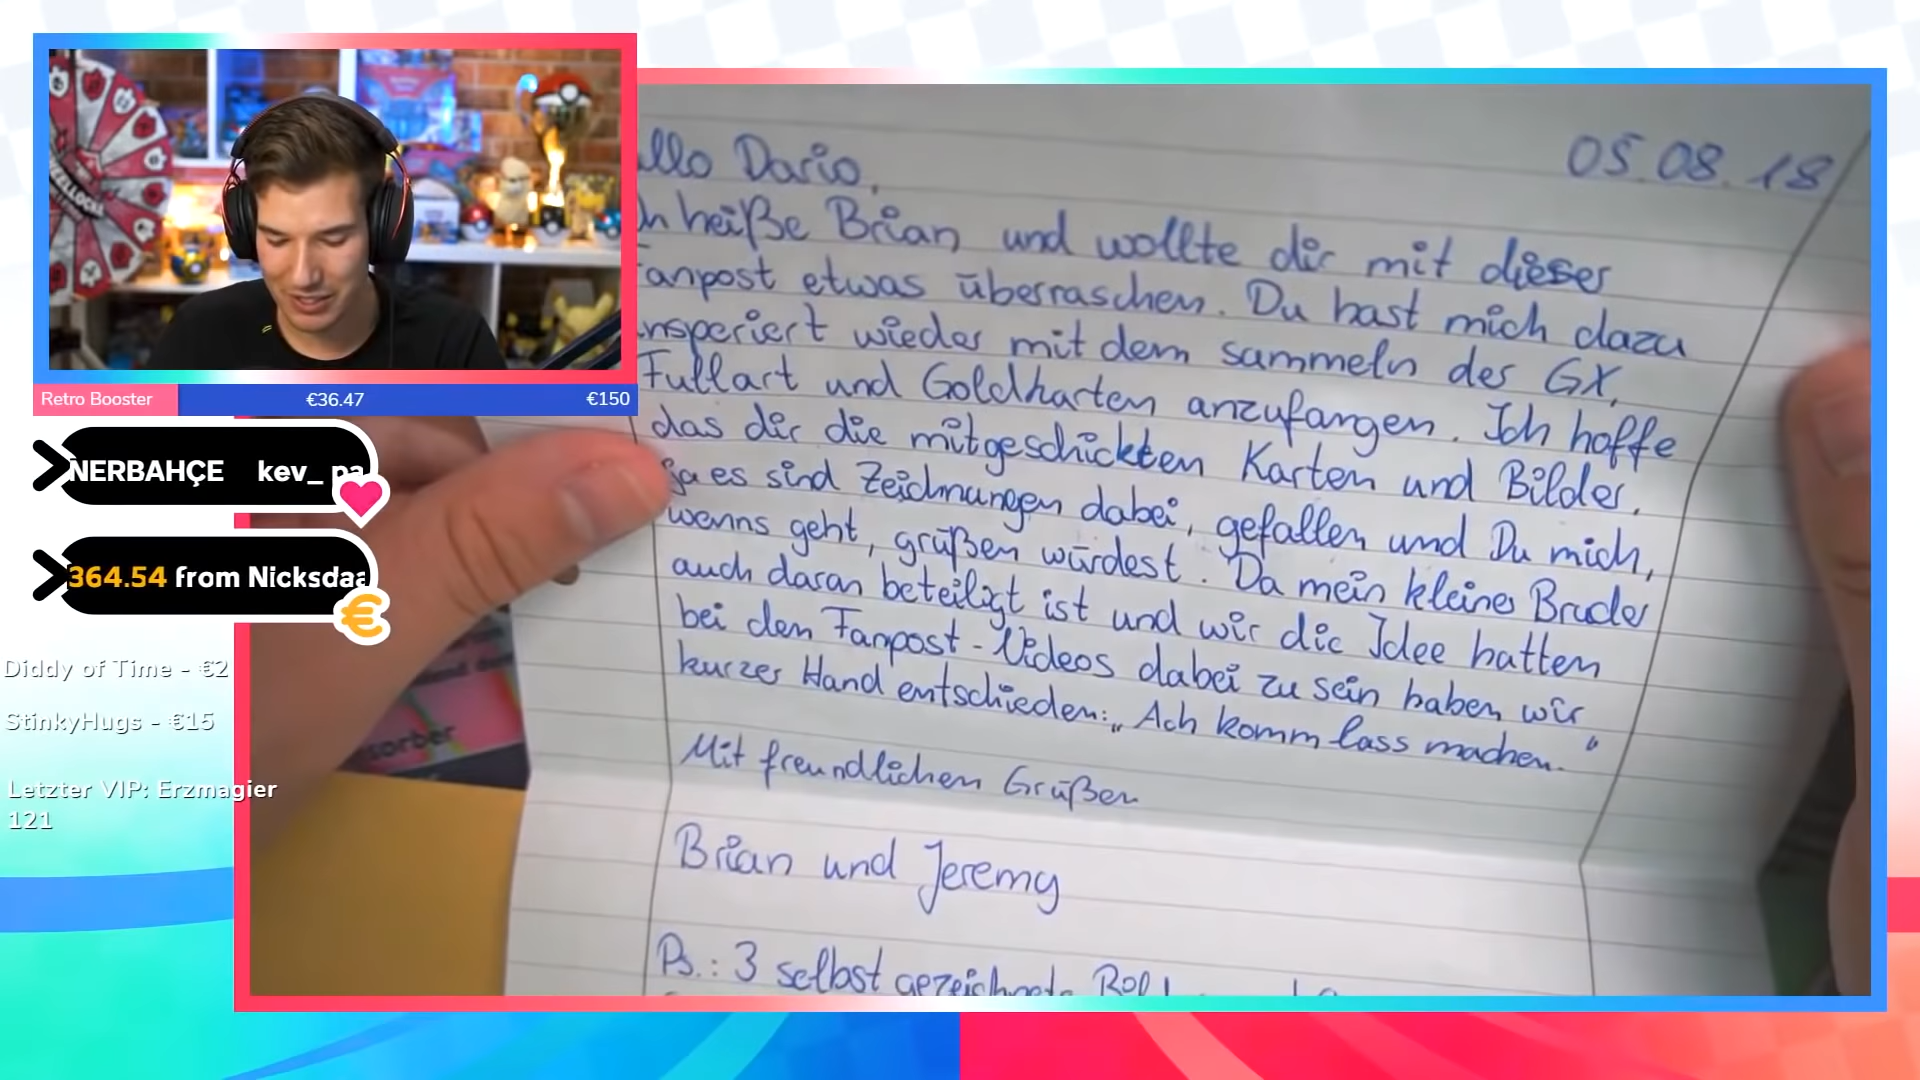 Retro Booster €36.47 €150
NERBAHÇE kev_pa
364.54 from Nicksdaa
€
Diddy of Time - €2
StinkyHugs - €15
Letzter VIP: Erzmagier
121
05.08.18
llo Dario,
h heiße Brian und wollte dir mit dieser
anpost etwas überraschen. Du hast mich dazu
nsperiert wieder mit dem sammeln der GX,
Fullart und Goldkarten anzufangen. Ich hoffe
das dir die mitgeschickten Karten und Bilder,
ja es sind Zeichnungen dabei, gefallen und Du mich,
wenns geht, grüßen würdest. Da mein kleiner Bruder
auch daran beteiligt ist und wir die Idee hatten
bei den Fanpost-Videos dabei zu sein haben wir
kurzer Hand entschieden: „Ach komm lass machen.“
Mit freundlichen Grüßen
Brian und Jeremy
Ps.: 3 selbst gezeichnete